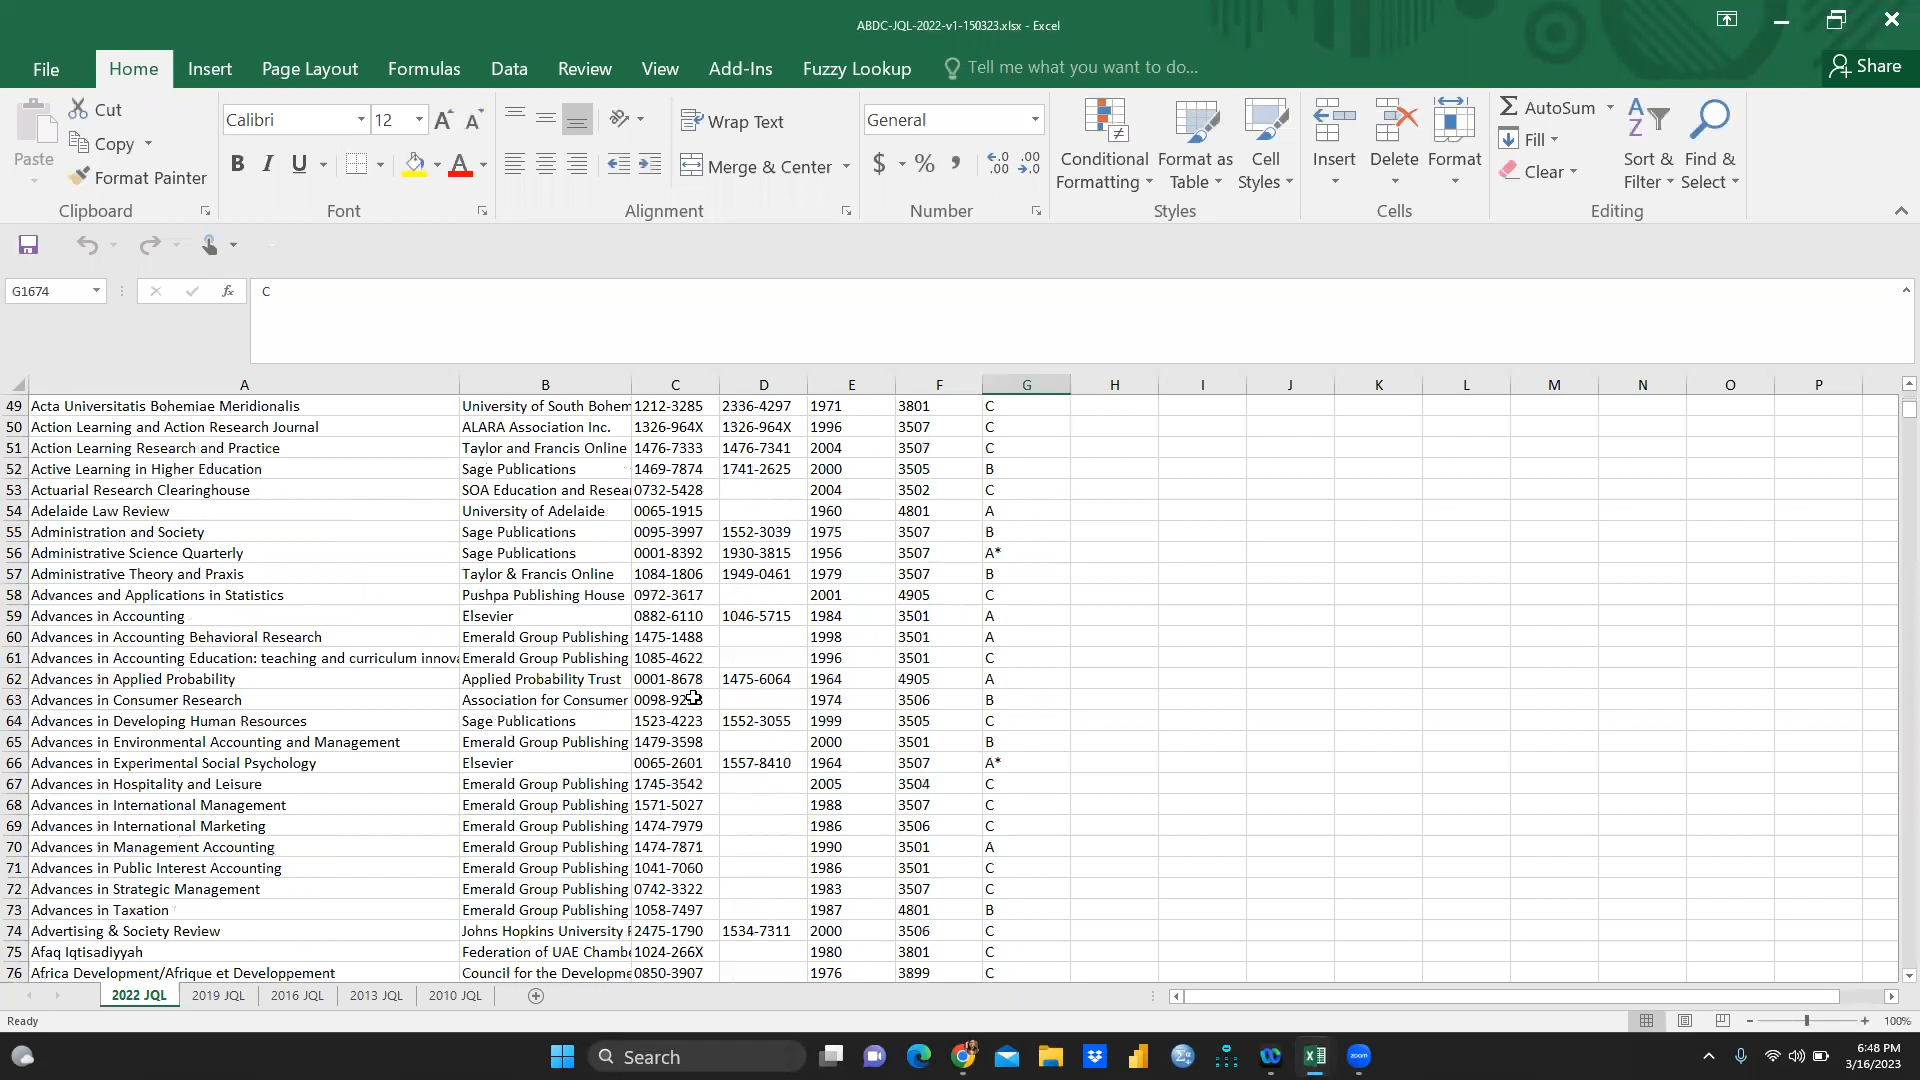 ABDC-JQL-2022-v1-150323.xlsx - Excel
File Home Insert Page Layout Formulas Data Review View Add-Ins Fuzzy Lookup Tell me what you want to do... Share
Paste
Cut
Copy
Format Painter
Clipboard
Calibri 12
B I U
Font
Wrap Text
Merge & Center
Alignment
General
$ % ,
Number
Conditional Formatting
Format as Table
Cell Styles
Styles
Insert
Delete
Format
Cells
AutoSum
Fill
Clear
Sort & Filter
Find & Select
Editing
G1674 fx C
A B C D E F G H I J K L M N O P
49 Acta Universitatis Bohemiae Meridionalis University of South Bohem 1212-3285 2336-4297 1971 3801 C
50 Action Learning and Action Research Journal ALARA Association Inc. 1326-964X 1326-964X 1996 3507 C
51 Action Learning Research and Practice Taylor and Francis Online 1476-7333 1476-7341 2004 3507 C
52 Active Learning in Higher Education Sage Publications 1469-7874 1741-2625 2000 3505 B
53 Actuarial Research Clearinghouse SOA Education and Resea 0732-5428 2004 3502 C
54 Adelaide Law Review University of Adelaide 0065-1915 1960 4801 A
55 Administration and Society Sage Publications 0095-3997 1552-3039 1975 3507 B
56 Administrative Science Quarterly Sage Publications 0001-8392 1930-3815 1956 3507 A*
57 Administrative Theory and Praxis Taylor & Francis Online 1084-1806 1949-0461 1979 3507 B
58 Advances and Applications in Statistics Pushpa Publishing House 0972-3617 2001 4905 C
59 Advances in Accounting Elsevier 0882-6110 1046-5715 1984 3501 A
60 Advances in Accounting Behavioral Research Emerald Group Publishing 1475-1488 1998 3501 A
61 Advances in Accounting Education: teaching and curriculum innova Emerald Group Publishing 1085-4622 1996 3501 C
62 Advances in Applied Probability Applied Probability Trust 0001-8678 1475-6064 1964 4905 A
63 Advances in Consumer Research Association for Consumer 1974 3506 B
64 Advances in Developing Human Resources Sage Publications 1523-4223 1552-3055 1999 3505 C
65 Advances in Environmental Accounting and Management Emerald Group Publishing 1479-3598 2000 3501 B
66 Advances in Experimental Social Psychology Elsevier 0065-2601 1557-8410 1964 3507 A*
67 Advances in Hospitality and Leisure Emerald Group Publishing 1745-3542 2005 3504 C
68 Advances in International Management Emerald Group Publishing 1571-5027 1988 3507 C
69 Advances in International Marketing Emerald Group Publishing 1474-7979 1986 3506 C
70 Advances in Management Accounting Emerald Group Publishing 1474-7871 1990 3501 A
71 Advances in Public Interest Accounting Emerald Group Publishing 1041-7060 1986 3501 C
72 Advances in Strategic Management Emerald Group Publishing 0742-3322 1983 3507 C
73 Advances in Taxation Emerald Group Publishing 1058-7497 1987 4801 B
74 Advertising & Society Review Johns Hopkins University 2475-1790 1534-7311 2000 3506 C
75 Afaq Iqtisadiyyah Federation of UAE Chambe 1024-266X 1980 3801 C
76 Africa Development/Afrique et Developpement Council for the Developme 0850-3907 1976 3899 C
2022 JQL 2019 JQL 2016 JQL 2013 JQL 2010 JQL
Ready 100%
Search
6:48 PM
3/16/2023